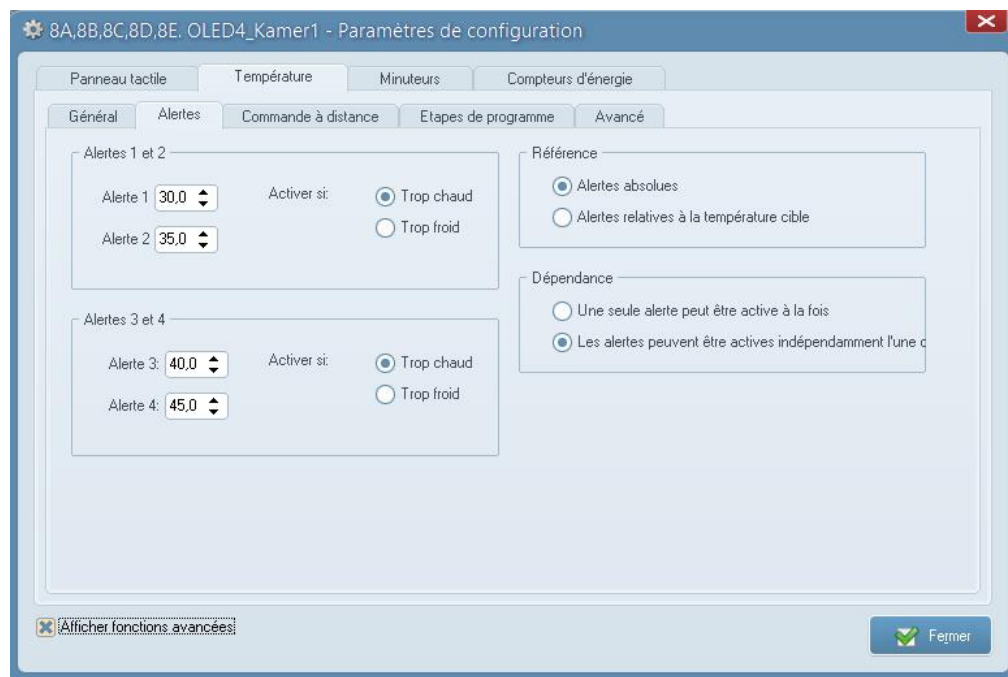 8A,8B,8C,8D,8E. OLED4_Kamer1 - Paramètres de configuration
Panneau tactile Température Minuteurs Compteurs d'énergie
Général Alertes Commande à distance Etapes de programme Avancé
Alertes 1 et 2
Alerte 1 30,0 Activer si: Trop chaud
Trop froid
Alerte 2 35,0
Alertes 3 et 4
Alerte 3: 40,0 Activer si: Trop chaud
Trop froid
Alerte 4: 45,0
Référence
Alertes absolues
Alertes relatives à la température cible
Dépendance
Une seule alerte peut être active à la fois
Les alertes peuvent être actives indépendamment l'une
Afficher fonctions avancées
Fermer